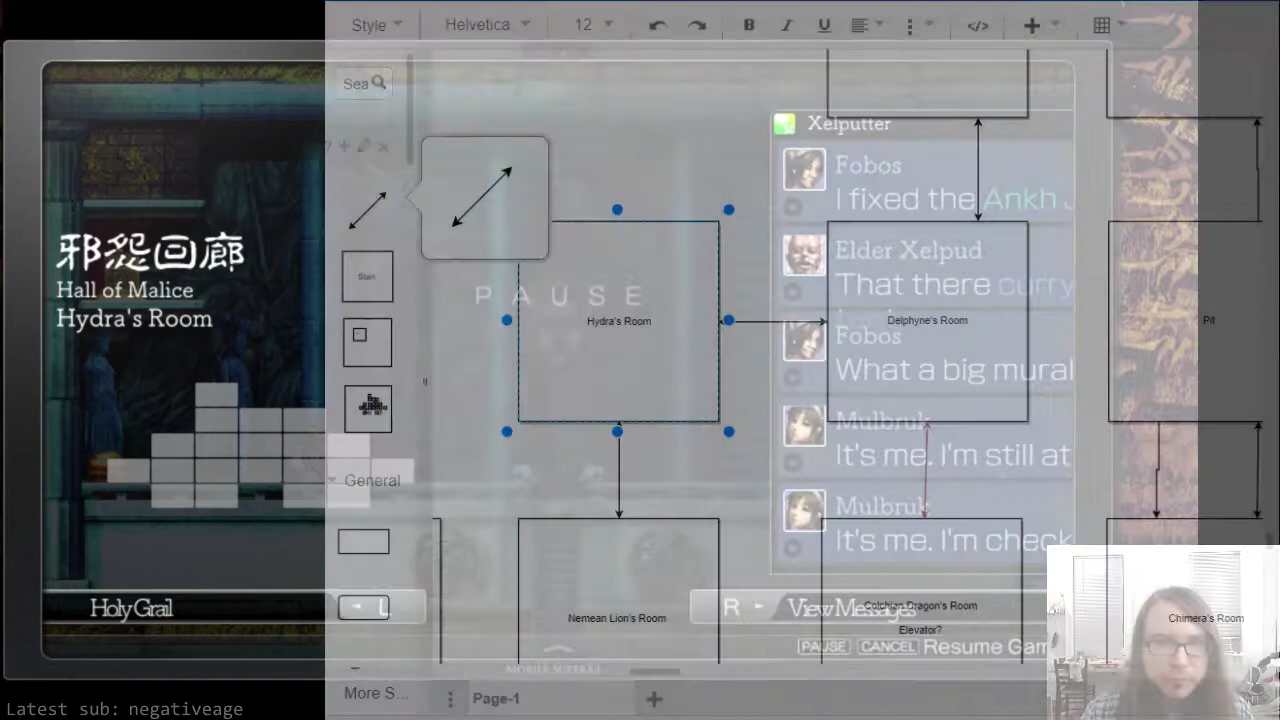 Style
Helvetica
12
B
I
U
</>
Sea
Xelputter
Fobos
I fixed the Ankh
邪怨回廊
Hall of Malice
Hydra's Room
Start
PAUSE
Elder Xelpud
That there curry
Hydra's Room
Delphyne's Room
Pit
Fobos
What a big mural
Mulbruk
It's me. I'm still at
General
Mulbruk
It's me. I'm check
Holy Grail
L
R
View Messages
Colchian Dragon's Room
Elevator?
Nemean Lion's Room
Chimera's Room
PAUSE CANCEL Resume Gam
More S...
Page-1
Latest sub: negativeage